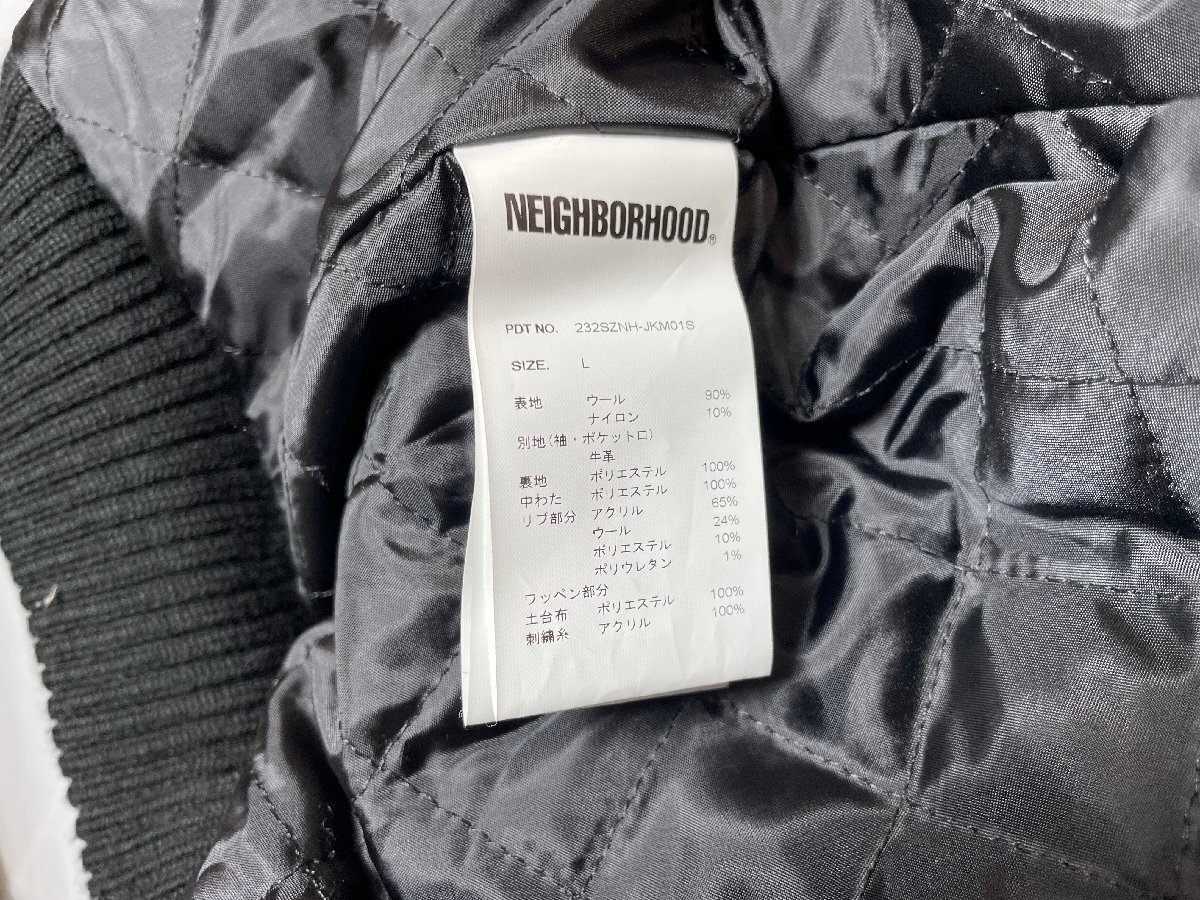 NEIGHBORHOOD®
PDT NO. 232SZNH-JKM01S
SIZE. L
表地 ウール 90%
ナイロン 10%
別地(袖・ポケット口)
牛革
裏地 ポリエステル 100%
中わた ポリエステル 100%
リブ部分 アクリル 65%
ウール 24%
ポリエステル 10%
ポリウレタン 1%
ワッペン部分
土台布 ポリエステル 100%
刺繍糸 アクリル 100%